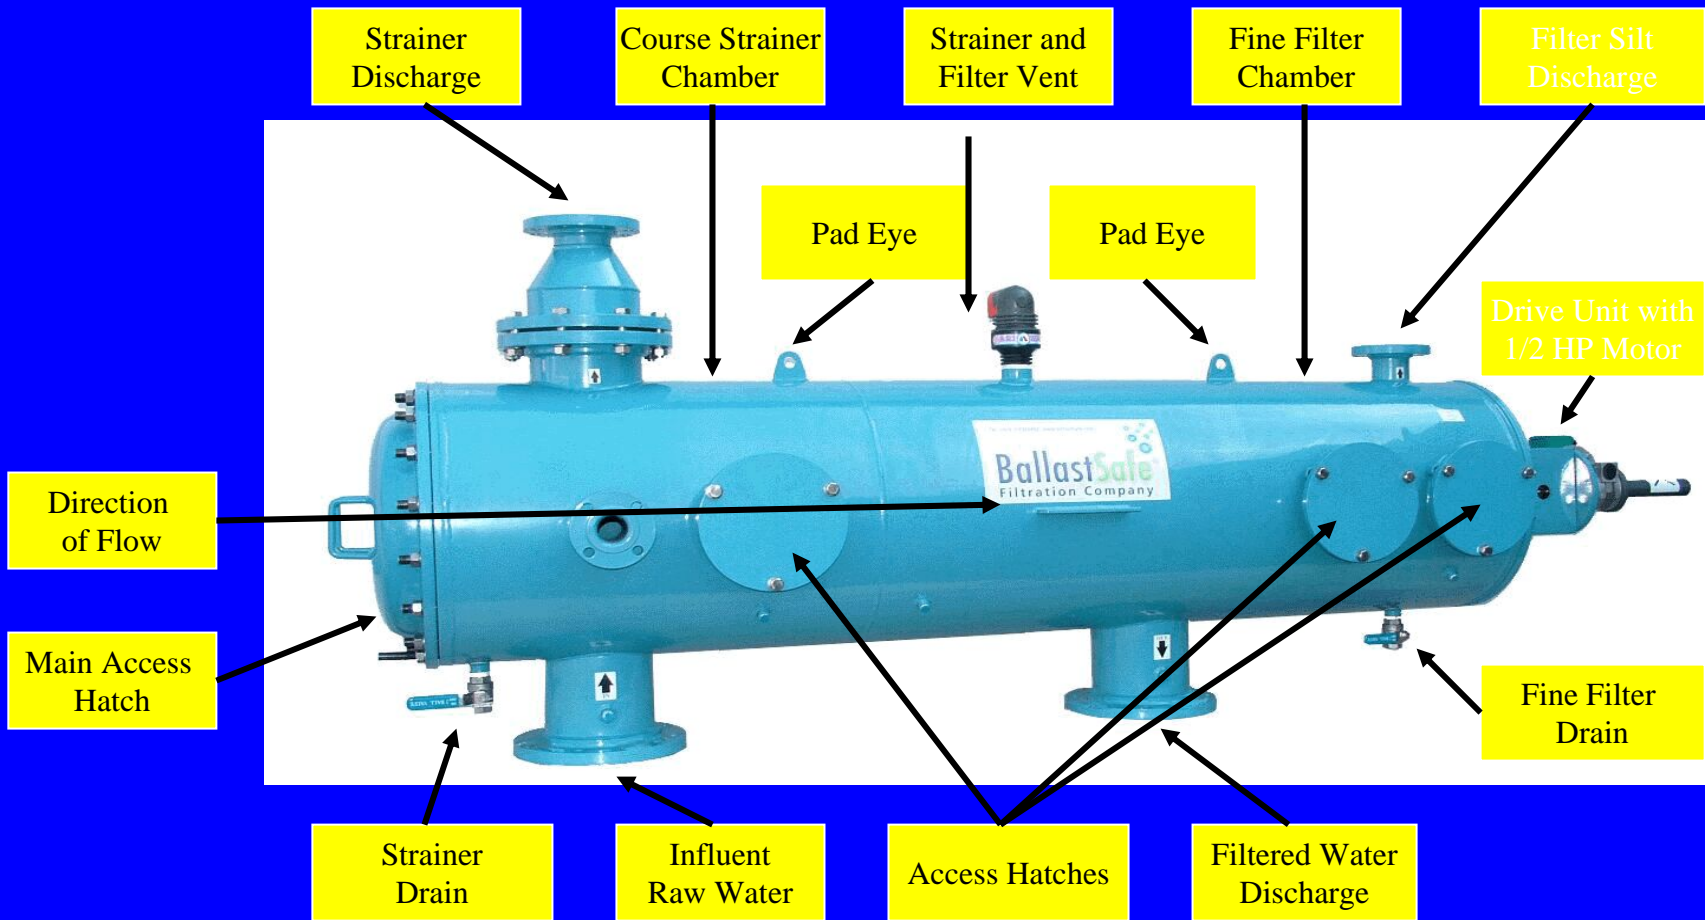 Strainer
Discharge
Course Strainer
Chamber
Strainer and
Filter Vent
Fine Filter
Chamber
Filter Silt
Discharge
Pad Eye
Pad Eye
Drive Unit with
1/2 HP Motor
BallastSafe
Filtration Company
Direction
of Flow
Main Access
Hatch
Fine Filter
Drain
Strainer
Drain
Influent
Raw Water
Access Hatches
Filtered Water
Discharge